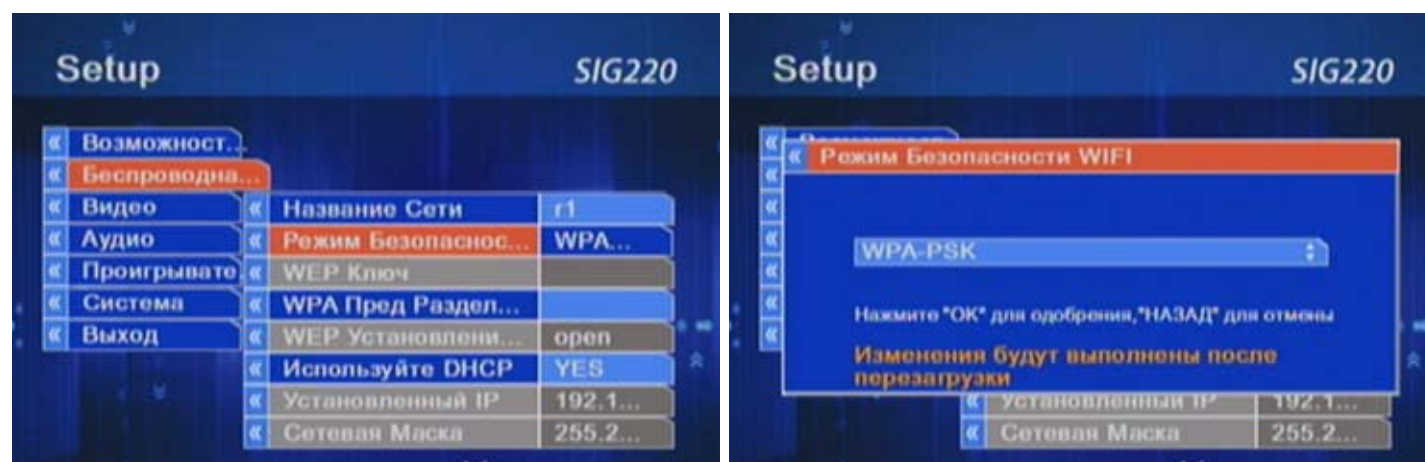 Setup
SIG220
« Возможност...
« Беспроводна...
« Видео
« Аудио
« Проигрывате.
« Система
« Выход
« Название Сети r1
« Режим Безопаснос... WPA...
« WEP Ключ
« WPA Пред Раздел...
« WEP Установлени... open
« Используйте DHCP YES
« Установленный IP 192.1...
« Сетевая Маска 255.2...
Setup
SIG220
« Режим Безопасности WIFI
WPA-PSK
Нажмите "ОК" для одобрения,"НАЗАД" для отмены
Изменения будут выполнены после
перезагрузки
« Установленный IP 192.1...
« Сетевая Маска 255.2...